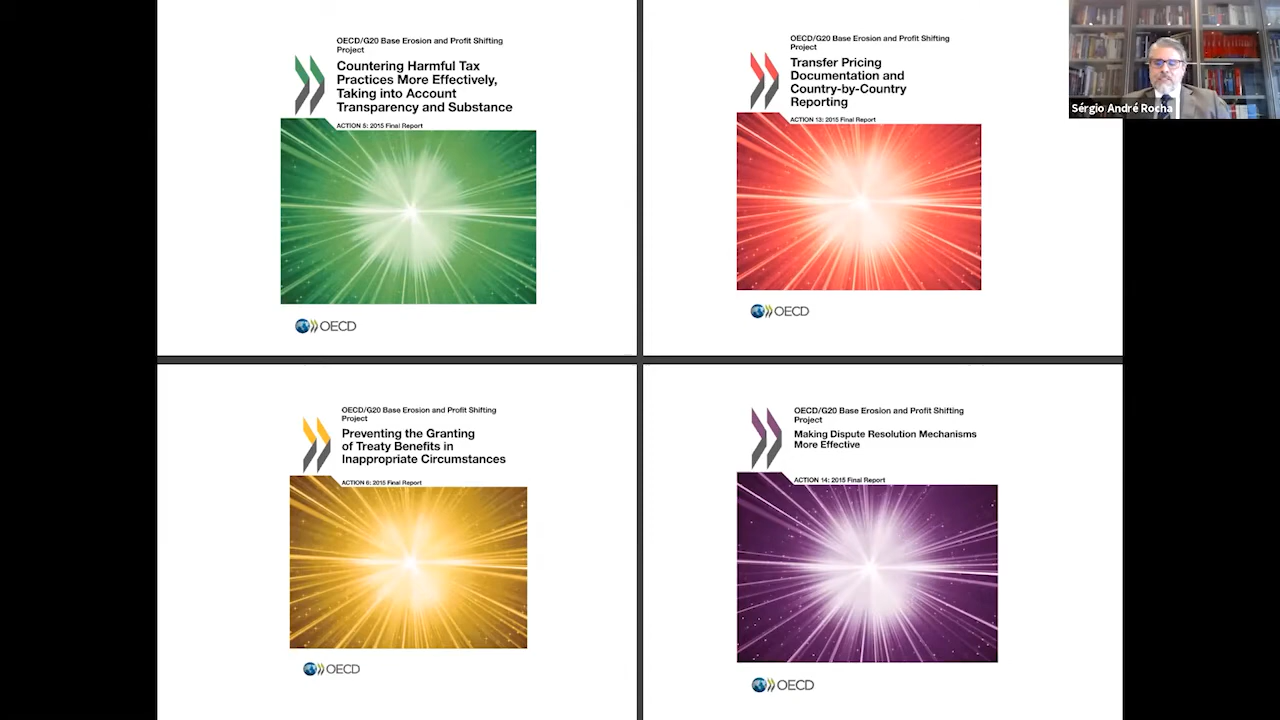 OECD/G20 Base Erosion and Profit Shifting
Project
Countering Harmful Tax
Practices More Effectively,
Taking into Account
Transparency and Substance
ACTION 5: 2015 Final Report
OECD
OECD/G20 Base Erosion and Profit Shifting
Project
Transfer Pricing
Documentation and
Country-by-Country
Reporting
ACTION 13: 2015 Final Report
OECD
Sérgio André Rocha
OECD/G20 Base Erosion and Profit Shifting
Project
Preventing the Granting
of Treaty Benefits in
Inappropriate Circumstances
ACTION 6: 2015 Final Report
OECD
OECD/G20 Base Erosion and Profit Shifting
Project
Making Dispute Resolution Mechanisms
More Effective
ACTION 14: 2015 Final Report
OECD